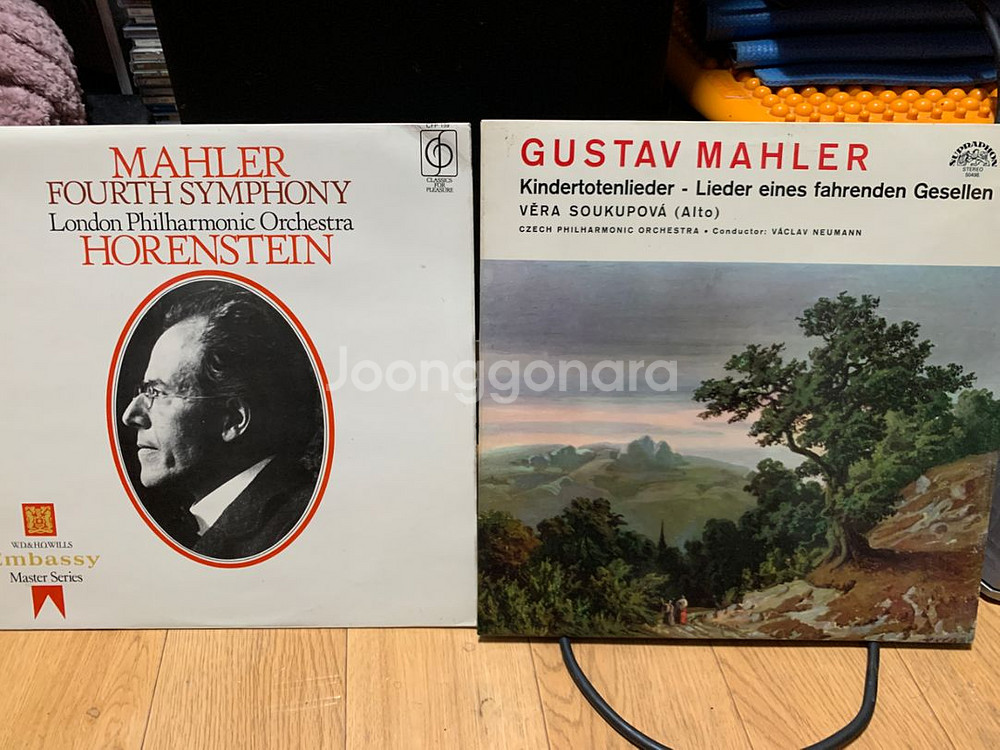 MAHLER
FOURTH SYMPHONY
London Philharmonic Orchestra
HORENSTEIN
CLASSICS
FOR
PLEASURE
W.D.& H.O. WILLS
Embassy
Master Series
GUSTAV MAHLER
Kindertotenlieder - Lieder eines fahrenden Gesellen
VĚRA SOUKUPOVÁ (Alto)
CZECH PHILHARMONIC ORCHESTRA • Conductor: VÁCLAV NEUMANN
SUPRAPHON
STEREO
Joonggonara